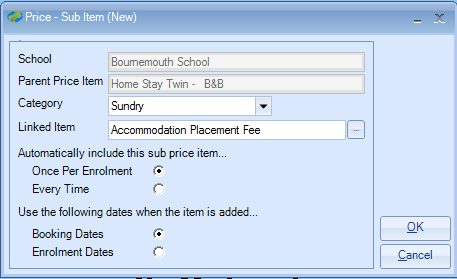 Price - Sub Item (New)
School Bournemouth School
Parent Price Item Home Stay Twin - B&B
Category Sundry
Linked Item Accommodation Placement Fee ...
Automatically include this sub price item...
Once Per Enrolment
Every Time
Use the following dates when the item is added...
Booking Dates
Enrolment Dates
OK
Cancel